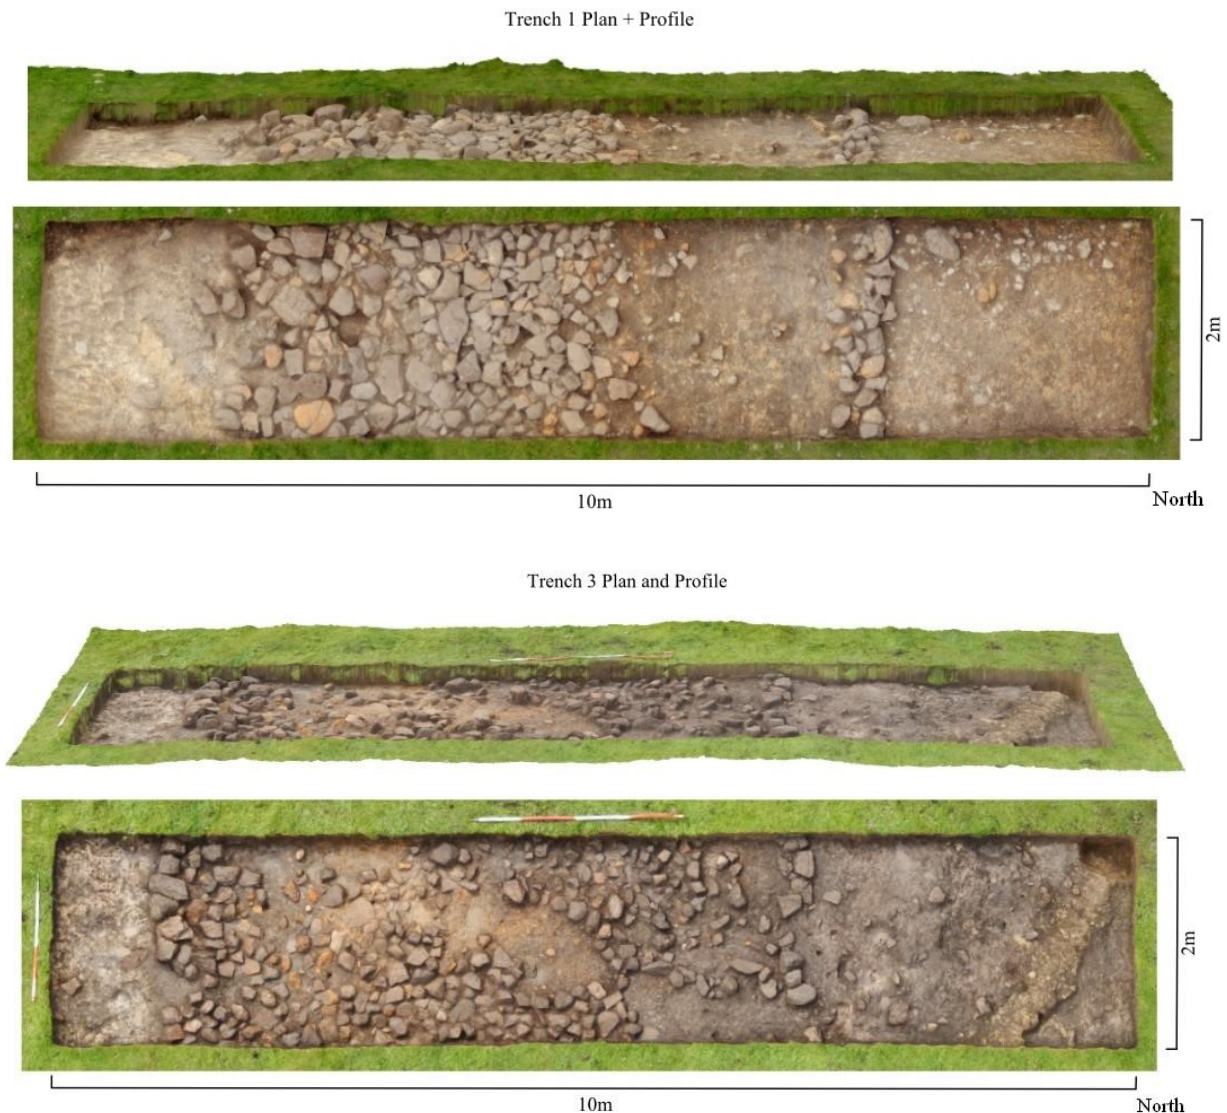 Trench 1 Plan + Profile
2m
10m
North
Trench 3 Plan and Profile
2m
10m
North